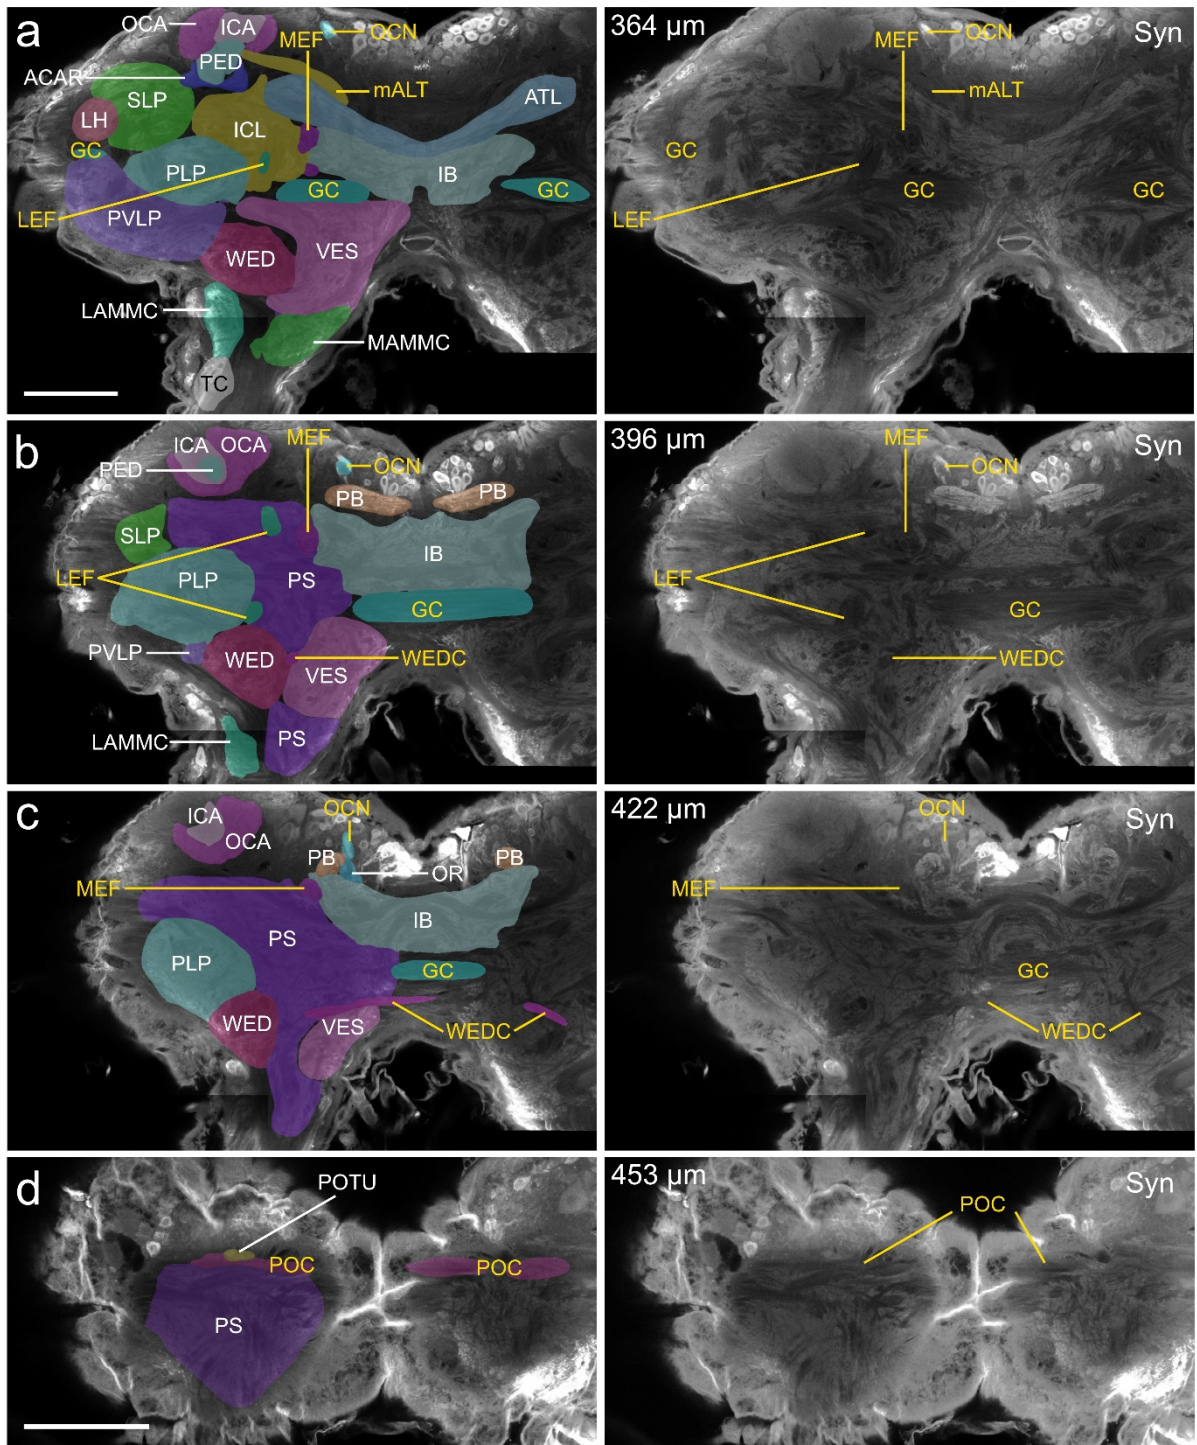 a
OCA
ICA
MEF
OCN
PED
ACAR
SLP
mALT
ATL
LH
ICL
GC
PLP
IB
GC
GC
LEF
PVLP
WED
VES
LAMMC
MAMMC
TC
364 µm
Syn
OCN
MEF
mALT
GC
GC
GC
LEF
b
ICA
OCA
MEF
PED
OCN
PB
PB
SLP
IB
LEF
PLP
PS
GC
PVLP
WED
WEDC
VES
LAMMC
PS
396 µm
MEF
Syn
OCN
LEF
GC
WEDC
c
ICA
OCA
OCN
PB
PB
OR
MEF
IB
PS
PLP
GC
WED
VES
WEDC
422 µm
OCN
Syn
MEF
GC
WEDC
d
POTU
POC
POC
PS
453 µm
Syn
POC